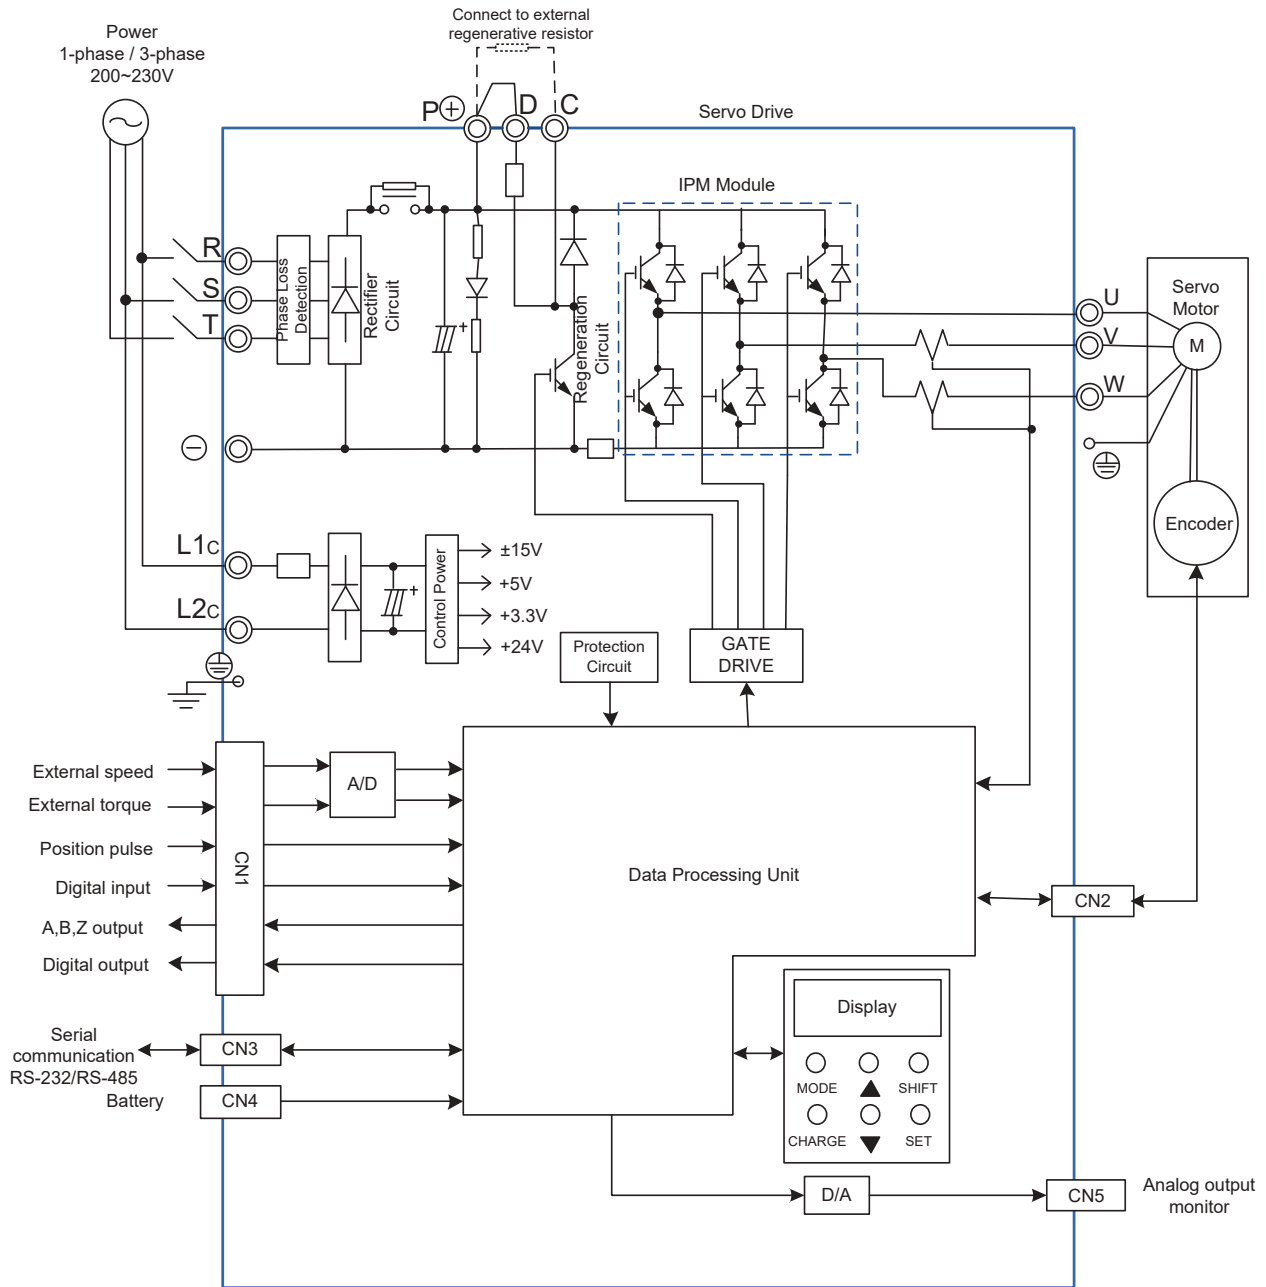 Connect to external
regenerative resistor
Power
1-phase / 3-phase
200~230V
P⊕ D C
Servo Drive
IPM Module
R
S
T
Phase Loss
Detection
Rectifier
Circuit
+
Regeneration
Circuit
U
V
W
Servo
Motor
M
Encoder
L1c
L2c
+
Control Power
±15V
+5V
+3.3V
+24V
Protection
Circuit
GATE
DRIVE
External speed
External torque
Position pulse
Digital input
A,B,Z output
Digital output
CN1
A/D
Data Processing Unit
CN2
Serial
communication
RS-232/RS-485
CN3
Battery
CN4
Display
MODE ▲ SHIFT
CHARGE ▼ SET
D/A
CN5
Analog output
monitor